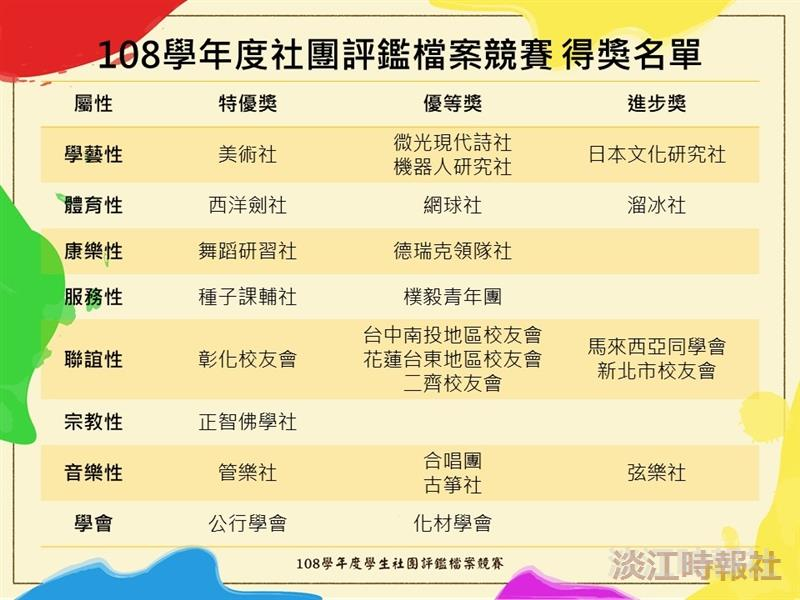 108學年度社團評鑑檔案競賽 得獎名單
屬性 特優獎 優等獎 進步獎
學藝性 美術社 微光現代詩社 日本文化研究社
機器人研究社
體育性 西洋劍社 網球社 溜冰社
康樂性 舞蹈研習社 德瑞克領隊社
服務性 種子課輔社 樸毅青年團
聯誼性 彰化校友會 台中南投地區校友會 馬來西亞同學會
花蓮台東地區校友會 新北市校友會
二齊校友會
宗教性 正智佛學社
音樂性 管樂社 合唱團 弦樂社
古箏社
學會 公行學會 化材學會
108學年度學生社團評鑑檔案競賽
淡江時報社